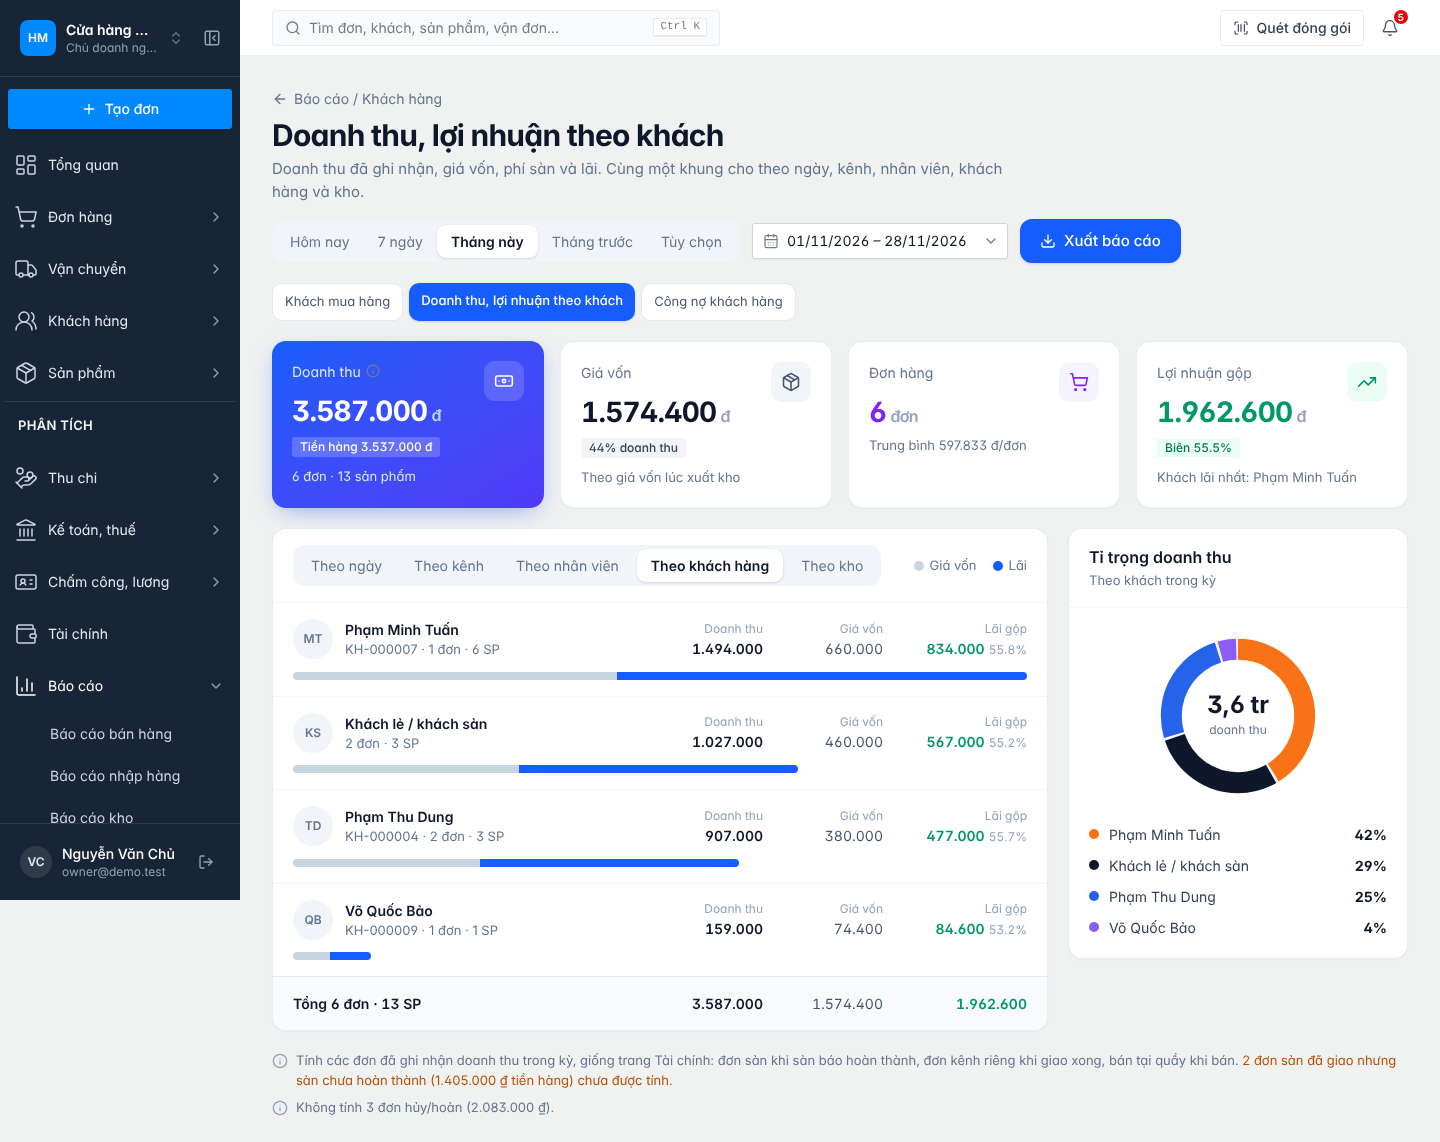 HM
Cửa hàng ...
Chủ doanh ng...
Tìm đơn, khách, sản phẩm, vận đơn...
Ctrl K
Quét đóng gói
5
Tạo đơn
Tổng quan
Đơn hàng
Vận chuyển
Khách hàng
Sản phẩm
PHÂN TÍCH
Thu chi
Kế toán, thuế
Chấm công, lương
Tài chính
Báo cáo
Báo cáo bán hàng
Báo cáo nhập hàng
Báo cáo kho
VC
Nguyễn Văn Chủ
owner@demo.test
Báo cáo / Khách hàng
Doanh thu, lợi nhuận theo khách
Doanh thu đã ghi nhận, giá vốn, phí sàn và lãi. Cùng một khung cho theo ngày, kênh, nhân viên, khách
hàng và kho.
Hôm nay
7 ngày
Tháng này
Tháng trước
Tùy chọn
01/11/2026 – 28/11/2026
Xuất báo cáo
Khách mua hàng
Doanh thu, lợi nhuận theo khách
Công nợ khách hàng
Doanh thu
3.587.000 đ
Tiền hàng 3.537.000 đ
6 đơn · 13 sản phẩm
Giá vốn
1.574.400 đ
44% doanh thu
Theo giá vốn lúc xuất kho
Đơn hàng
6 đơn
Trung bình 597.833 đ/đơn
Lợi nhuận gộp
1.962.600 đ
Biên 55.5%
Khách lãi nhất: Phạm Minh Tuấn
Theo ngày
Theo kênh
Theo nhân viên
Theo khách hàng
Theo kho
Giá vốn
Lãi
MT
Phạm Minh Tuấn
KH-000007 · 1 đơn · 6 SP
Doanh thu
1.494.000
Giá vốn
660.000
Lãi gộp
834.000 55.8%
KS
Khách lẻ / khách sàn
2 đơn · 3 SP
Doanh thu
1.027.000
Giá vốn
460.000
Lãi gộp
567.000 55.2%
TD
Phạm Thu Dung
KH-000004 · 2 đơn · 3 SP
Doanh thu
907.000
Giá vốn
380.000
Lãi gộp
477.000 55.7%
QB
Võ Quốc Bảo
KH-000009 · 1 đơn · 1 SP
Doanh thu
159.000
Giá vốn
74.400
Lãi gộp
84.600 53.2%
Tổng 6 đơn · 13 SP
3.587.000
1.574.400
1.962.600
Tỉ trọng doanh thu
Theo khách trong kỳ
3,6 tr
doanh thu
Phạm Minh Tuấn 42%
Khách lẻ / khách sàn 29%
Phạm Thu Dung 25%
Võ Quốc Bảo 4%
Tính các đơn đã ghi nhận doanh thu trong kỳ, giống trang Tài chính: đơn sàn khi sàn báo hoàn thành, đơn kênh riêng khi giao xong, bán tại quầy khi bán. 2 đơn sàn đã giao nhưng
sàn chưa hoàn thành (1.405.000 ₫ tiền hàng) chưa được tính.
Không tính 3 đơn hủy/hoàn (2.083.000 ₫).